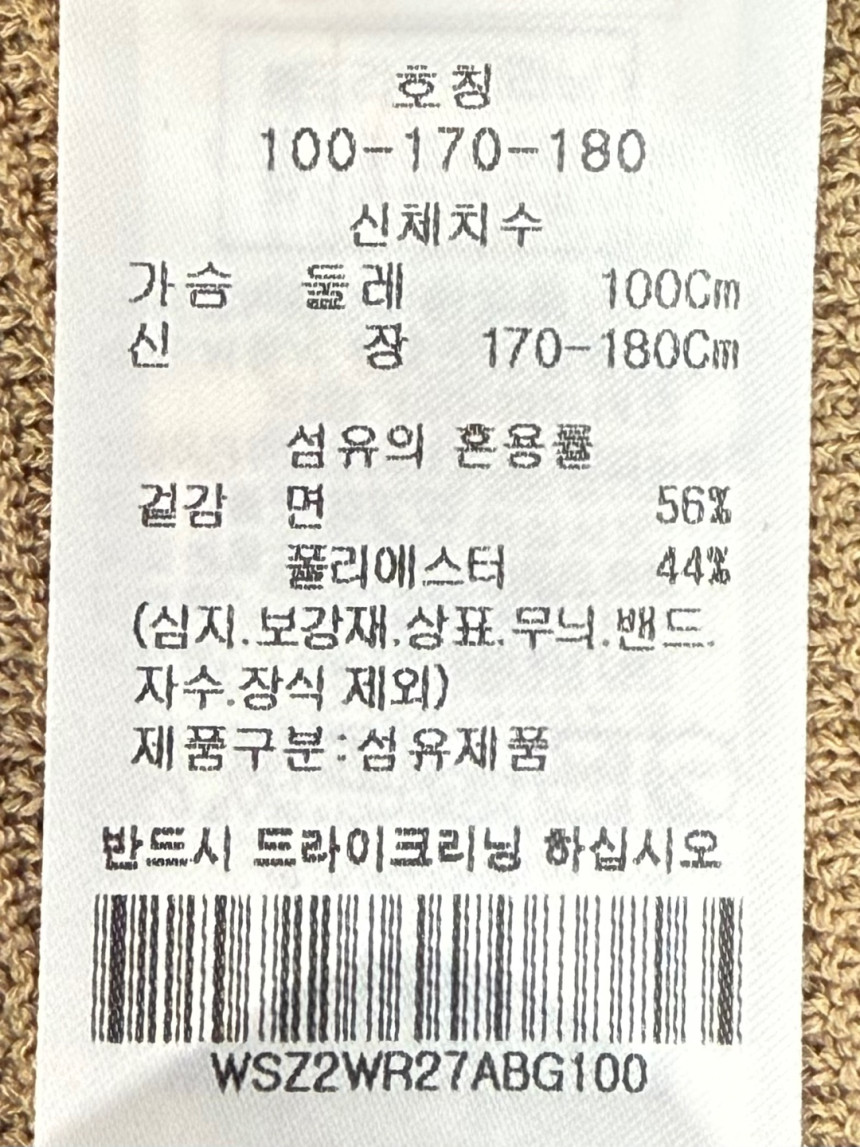 호칭
100-170-180
신체치수
가슴 둘레 100Cm
신 장 170-180Cm
섬유의 혼용률
겉감 면 56%
폴리에스터 44%
(심지.보강재.상표.무늬.밴드.
자수.장식 제외)
제품구분:섬유제품
반드시 드라이크리닝 하십시오
WSZ2WR27ABG100